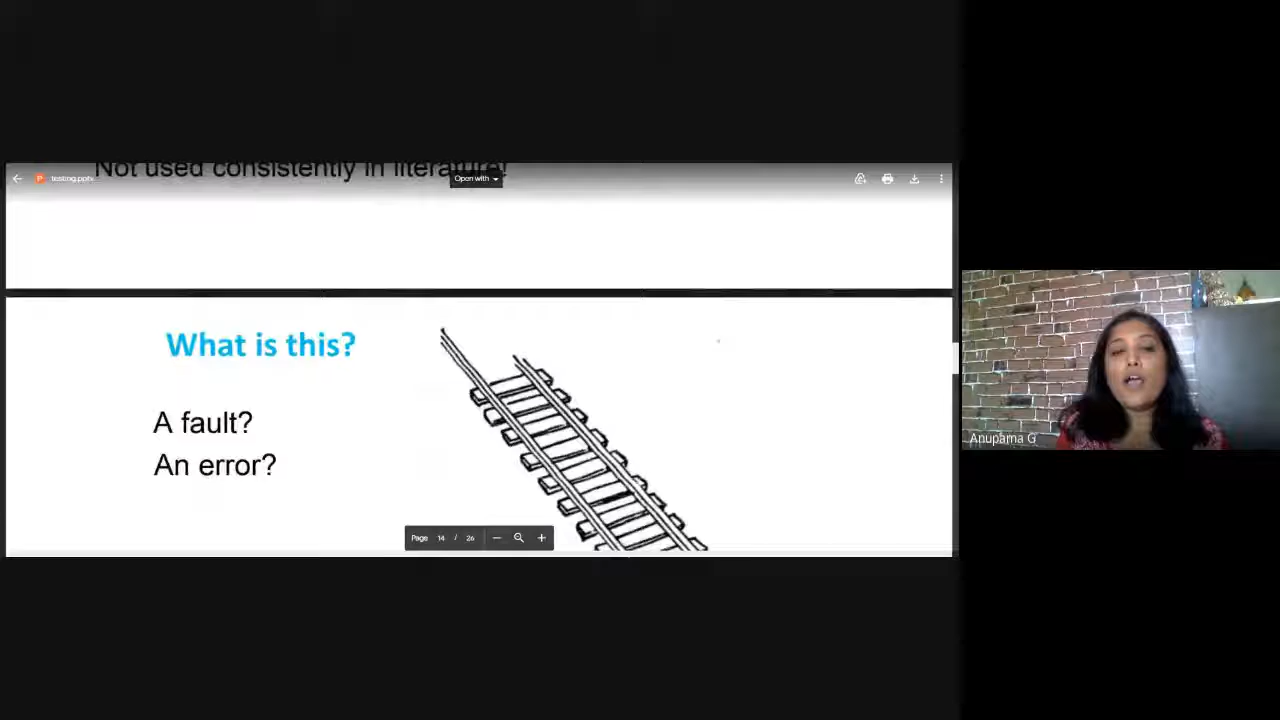 Not used consistently in literature!
testing.pptx
Open with
What is this?
A fault?
An error?
Page 14 / 26
Anupama G